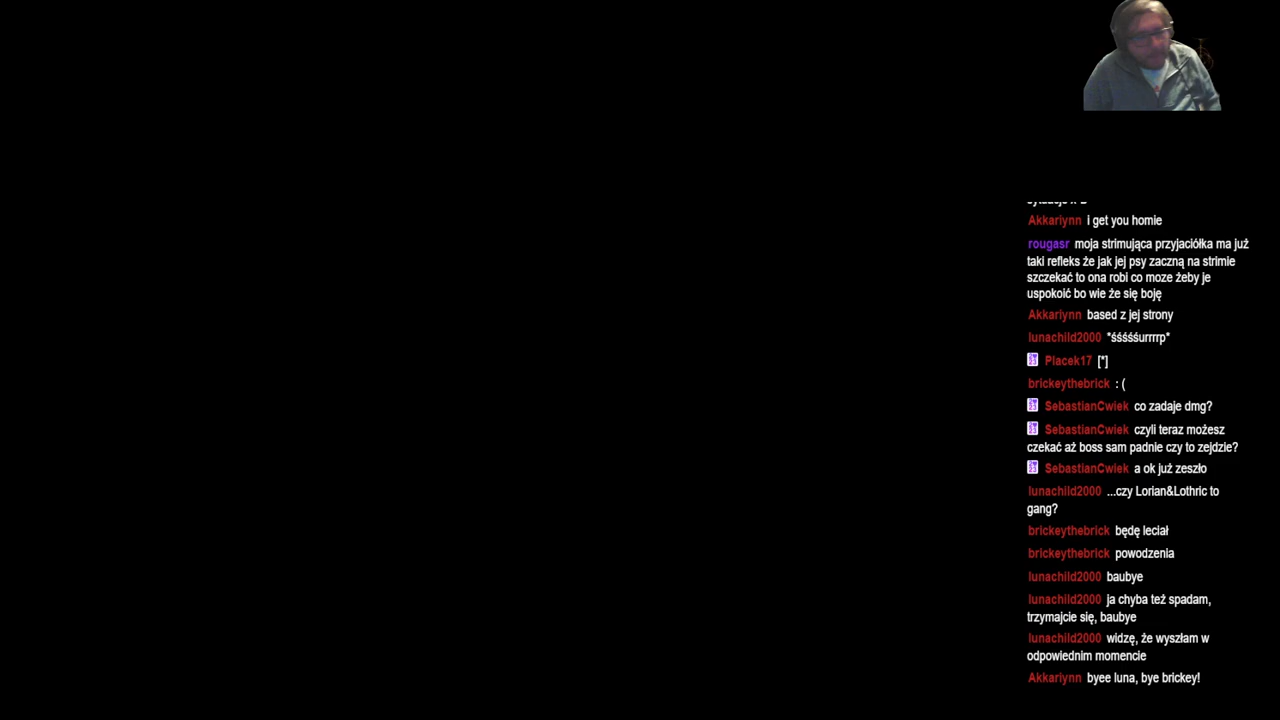 Akkariynn i get you homie
rougasr moja strimująca przyjaciółka ma już
taki refleks że jak jej psy zaczną na strimie
szczekać to ona robi co moze żeby je
uspokoić bo wie że się boję
Akkariynn based z jej strony
lunachild2000 *śśśśśurrrrp*
Placek17 [*]
brickeythebrick : (
SebastianCwiek co zadaje dmg?
SebastianCwiek czyli teraz możesz
czekać aż boss sam padnie czy to zejdzie?
SebastianCwiek a ok już zeszło
lunachild2000 ...czy Lorian&Lothric to
gang?
brickeythebrick będę leciał
brickeythebrick powodzenia
lunachild2000 baubye
lunachild2000 ja chyba też spadam,
trzymajcie się, baubye
lunachild2000 widzę, że wyszłam w
odpowiednim momencie
Akkariynn byee luna, bye brickey!